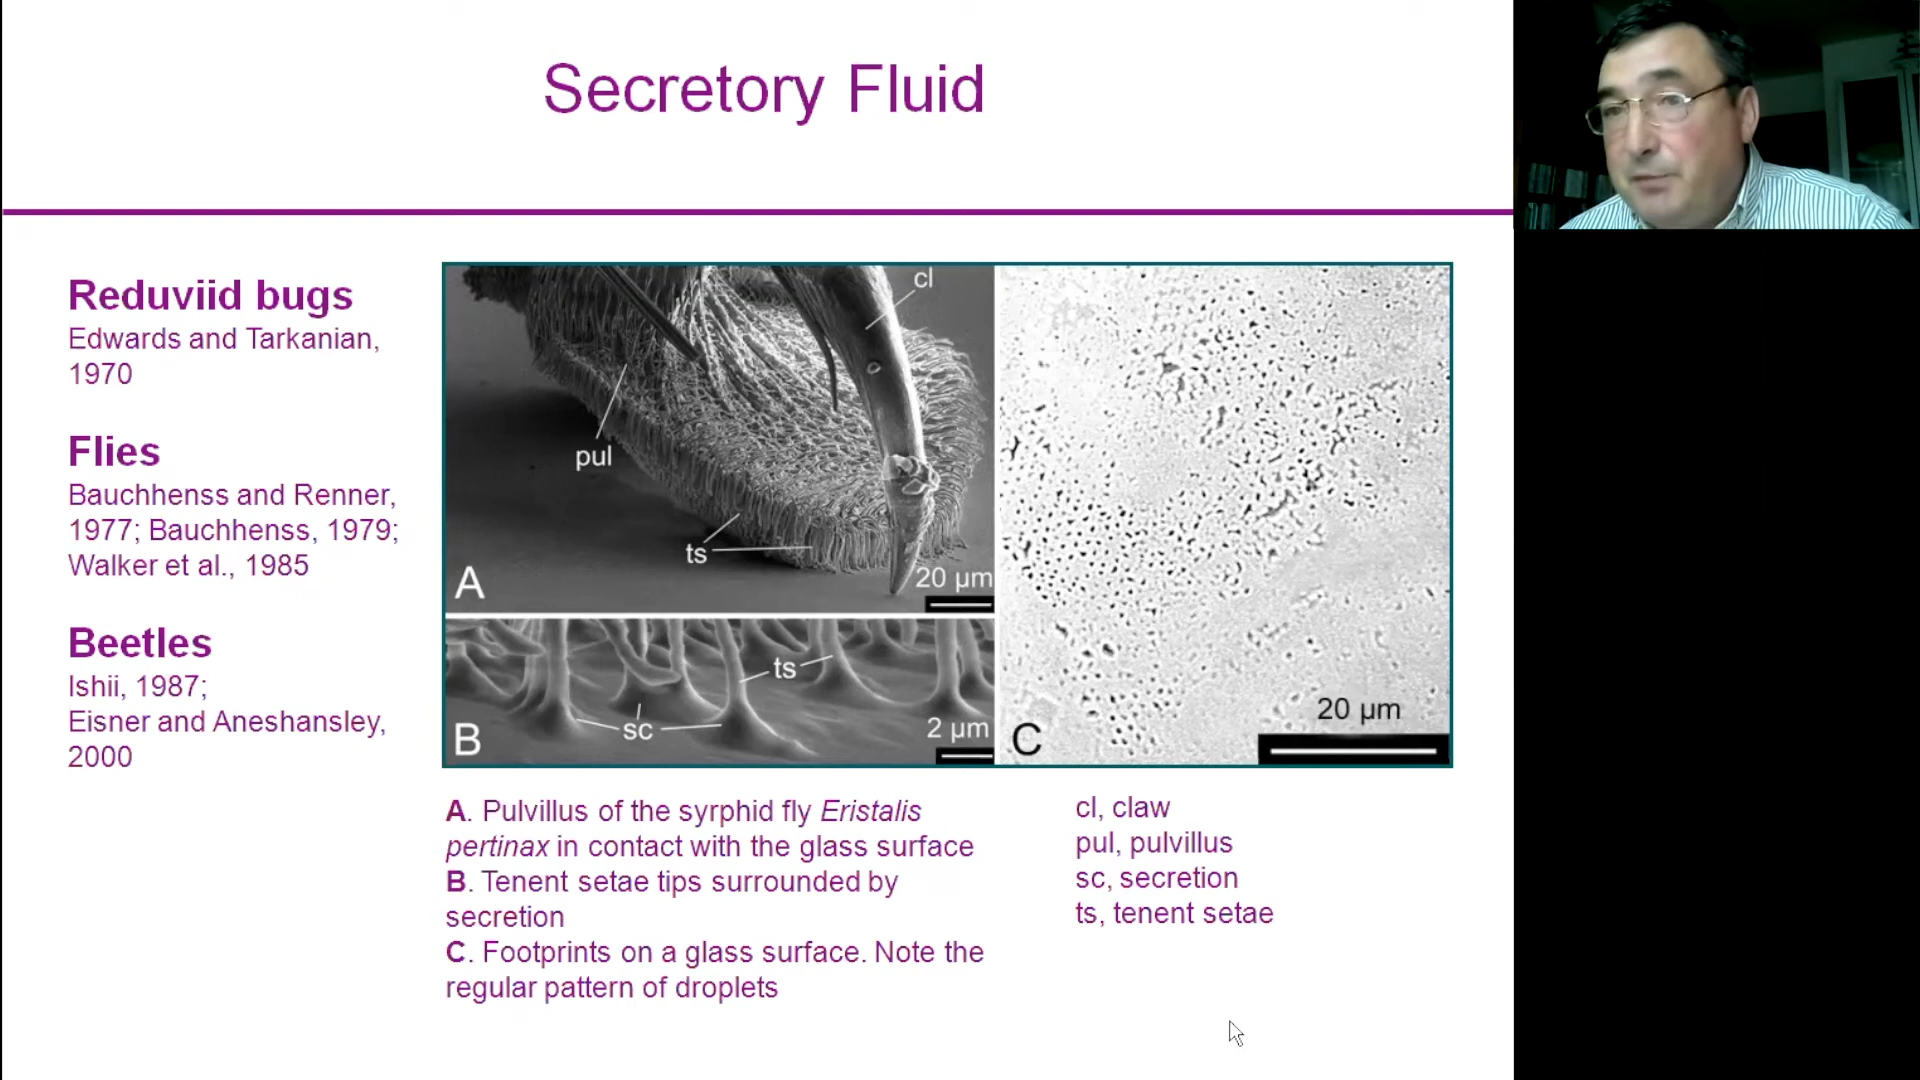 Secretory Fluid
Reduviid bugs
Edwards and Tarkanian,
1970
Flies
Bauchhenss and Renner,
1977; Bauchhenss, 1979;
Walker et al., 1985
Beetles
Ishii, 1987;
Eisner and Aneshansley,
2000
cl
pul
ts
A
20 µm
ts
sc
B
2 µm
C
20 µm
A. Pulvillus of the syrphid fly Eristalis
pertinax in contact with the glass surface
B. Tenent setae tips surrounded by
secretion
C. Footprints on a glass surface. Note the
regular pattern of droplets
cl, claw
pul, pulvillus
sc, secretion
ts, tenent setae